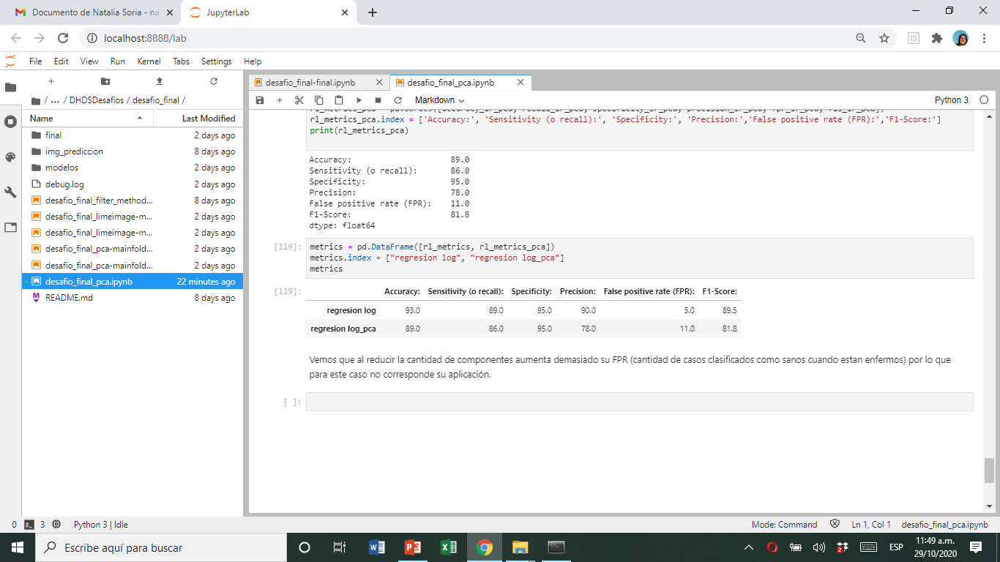 Documento de Natalia Soria - na
JupyterLab
localhost:8888/lab
File Edit View Run Kernel Tabs Settings Help
/ ... / DHDSDesafios / desafio_final /
Name Last Modified
final 2 days ago
img_prediccion 8 days ago
modelos 2 days ago
debug.log 2 days ago
desafio_final_filter_method... 8 days ago
desafio_final_limeimage-m... 2 days ago
desafio_final_limeimage-m... 2 days ago
desafio_final_pca-mainfold... 2 days ago
desafio_final_pca-mainfold... 2 days ago
desafio_final_pca.ipynb 22 minutes ago
README.md 8 days ago
desafio_final-final.ipynb desafio_final_pca.ipynb
Markdown Python 3
rl_metrics_pca.index = ['Accuracy:', 'Sensitivity (o recall):', 'Specificity:', 'Precision:','False positive rate (FPR):','F1-Score:']
print(rl_metrics_pca)
Accuracy: 89.0
Sensitivity (o recall): 86.0
Specificity: 95.0
Precision: 78.0
False positive rate (FPR): 11.0
F1-Score: 81.8
dtype: float64
[119]: metrics = pd.DataFrame([rl_metrics, rl_metrics_pca])
metrics.index = ["regresion log", "regresion log_pca"]
metrics
[119]: Accuracy: Sensitivity (o recall): Specificity: Precision: False positive rate (FPR): F1-Score:
regresion log 93.0 89.0 95.0 90.0 5.0 89.5
regresion log_pca 89.0 86.0 95.0 78.0 11.0 81.8
Vemos que al reducir la cantidad de componentes aumenta demasiado su FPR (cantidad de casos clasificados como sanos cuando estan enfermos) por lo que
para este caso no corresponde su aplicación.
[ ]:
0 3 Python 3 | Idle Mode: Command Ln 1, Col 1 desafio_final_pca.ipynb
Escribe aquí para buscar
ESP
11:49 a.m.
29/10/2020